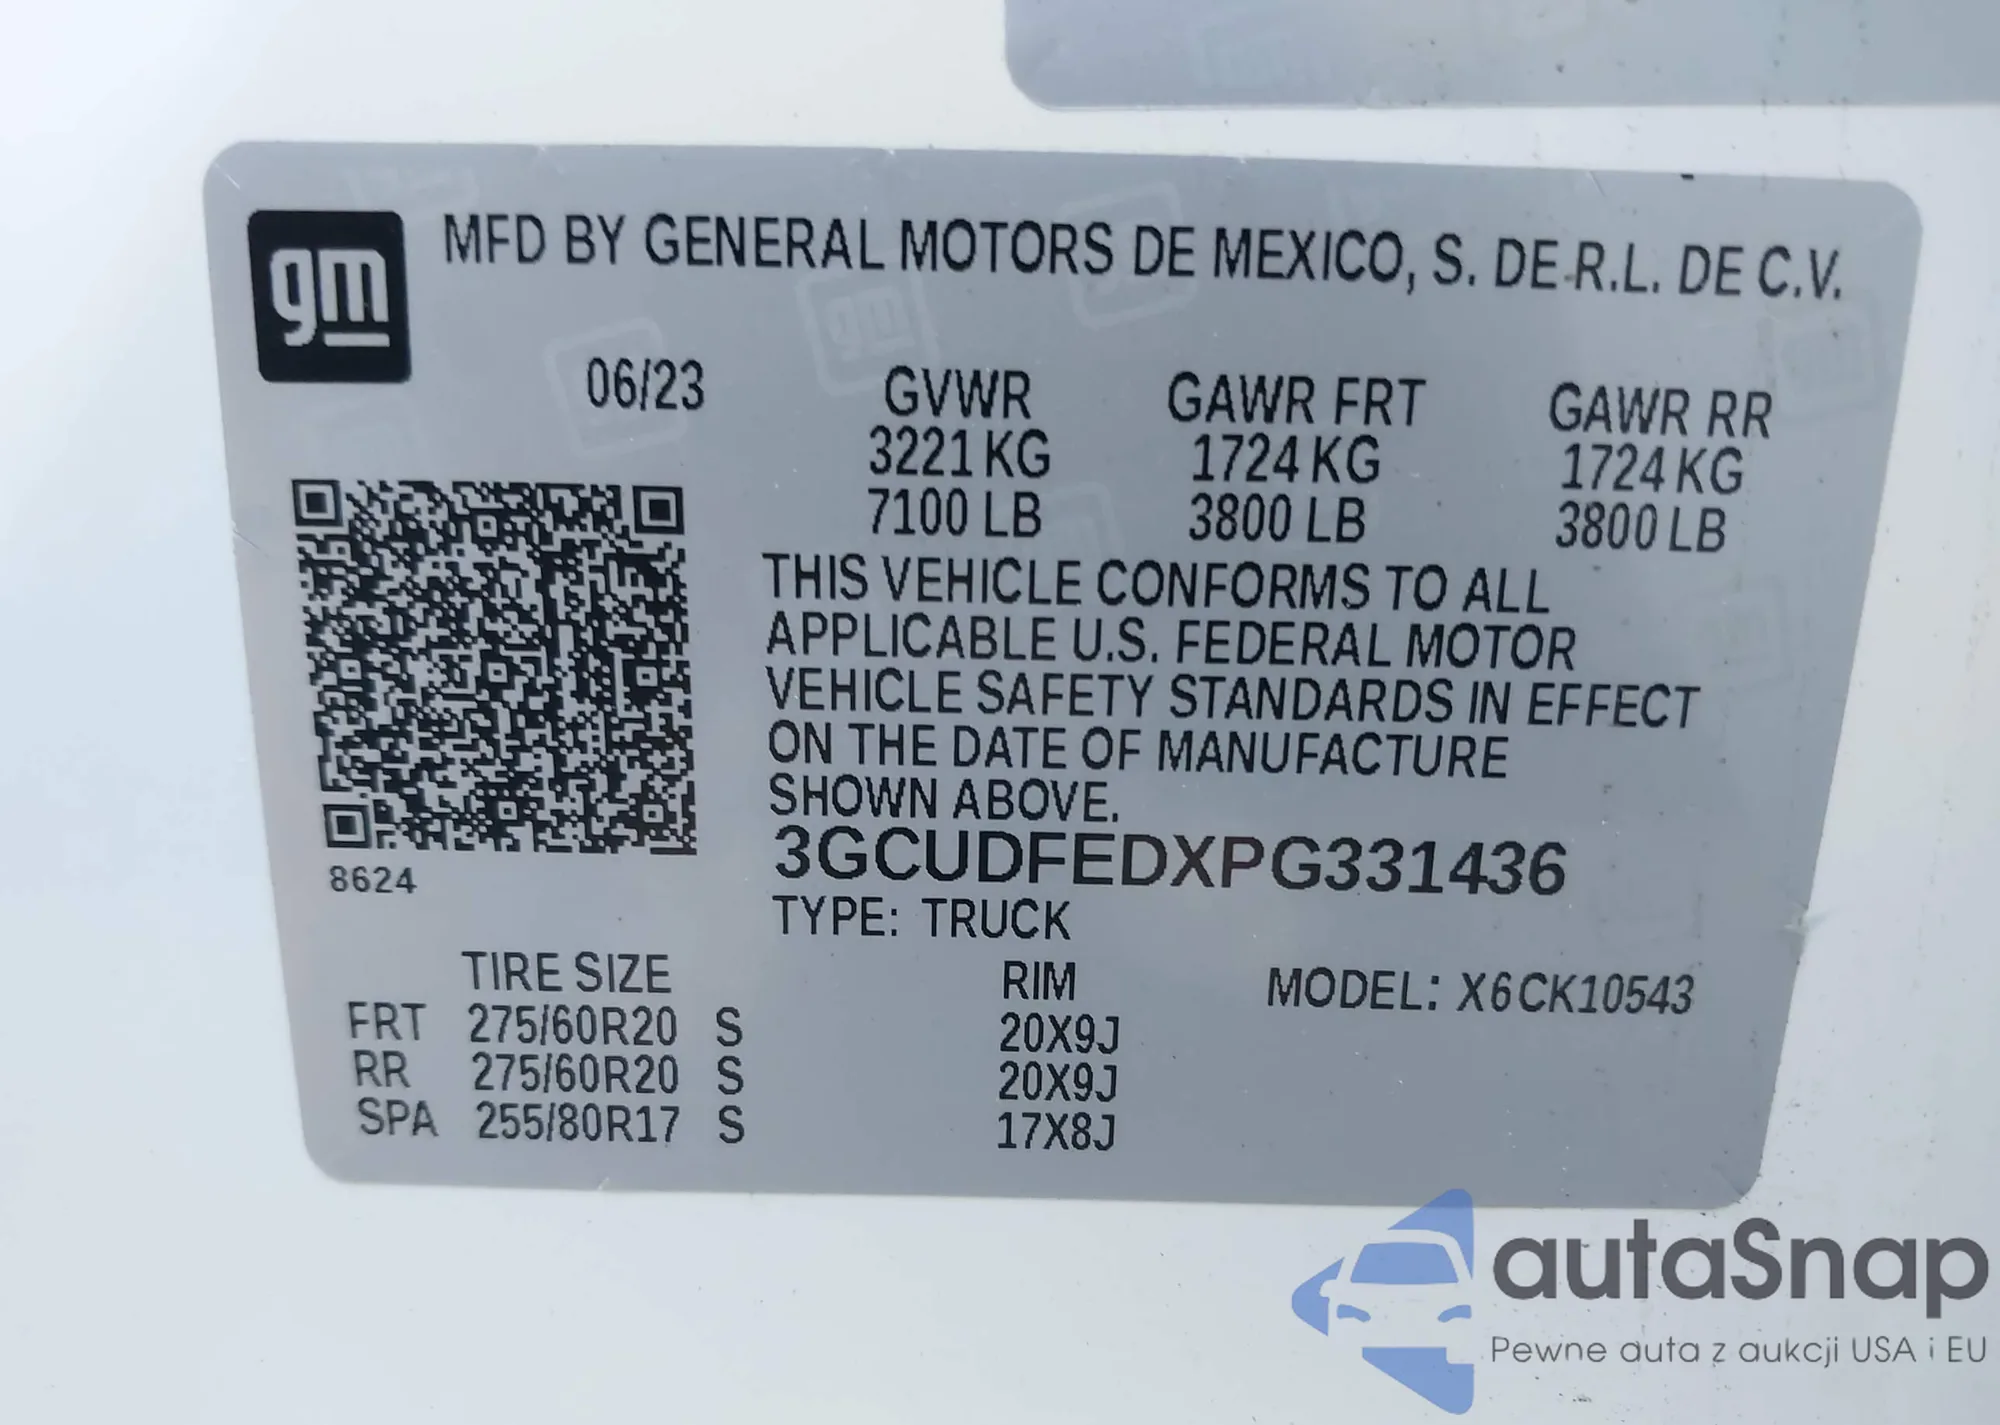 gm
MFD BY GENERAL MOTORS DE MEXICO, S. DE R.L. DE C.V.
06/23 GVWR GAWR FRT GAWR RR
3221 KG 1724 KG 1724 KG
7100 LB 3800 LB 3800 LB
THIS VEHICLE CONFORMS TO ALL
APPLICABLE U.S. FEDERAL MOTOR
VEHICLE SAFETY STANDARDS IN EFFECT
ON THE DATE OF MANUFACTURE
SHOWN ABOVE.
3GCUDFEDXPG331436
8624
TYPE: TRUCK
TIRE SIZE RIM MODEL: X6CK10543
FRT 275/60R20 S 20X9J
RR 275/60R20 S 20X9J
SPA 255/80R17 S 17X8J
autaSnap
Pewne auta z aukcji USA i EU